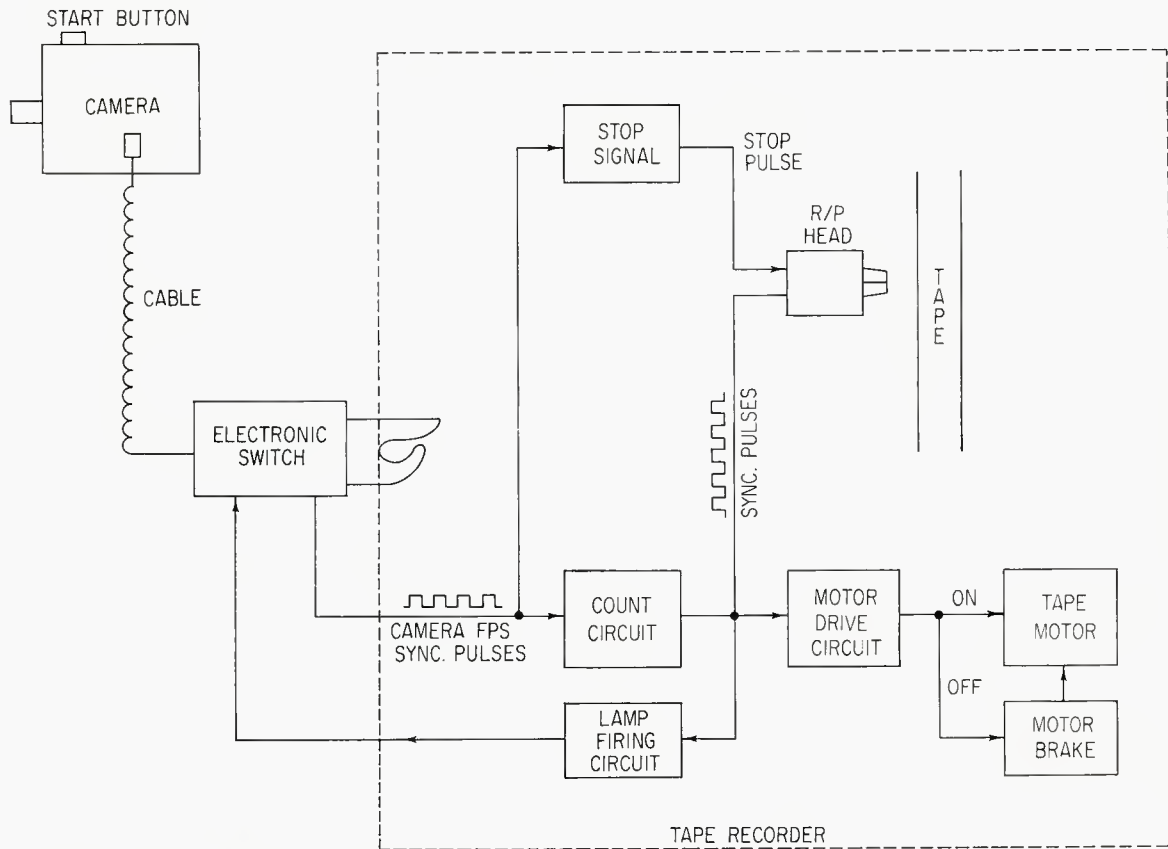 START BUTTON
CAMERA
CABLE
ELECTRONIC
SWITCH
STOP
SIGNAL
STOP
PULSE
R/P
HEAD
TAPE
SYNC. PULSES
CAMERA FPS
SYNC. PULSES
COUNT
CIRCUIT
MOTOR
DRIVE
CIRCUIT
ON
OFF
TAPE
MOTOR
MOTOR
BRAKE
LAMP
FIRING
CIRCUIT
TAPE RECORDER